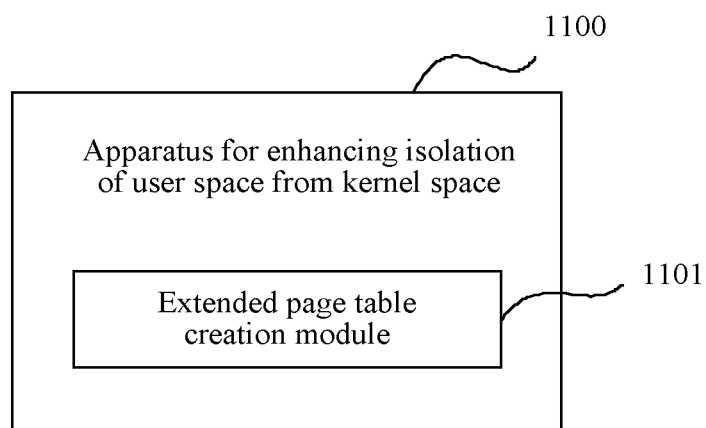 1100
Apparatus for enhancing isolation
of user space from kernel space
1101
Extended page table
creation module